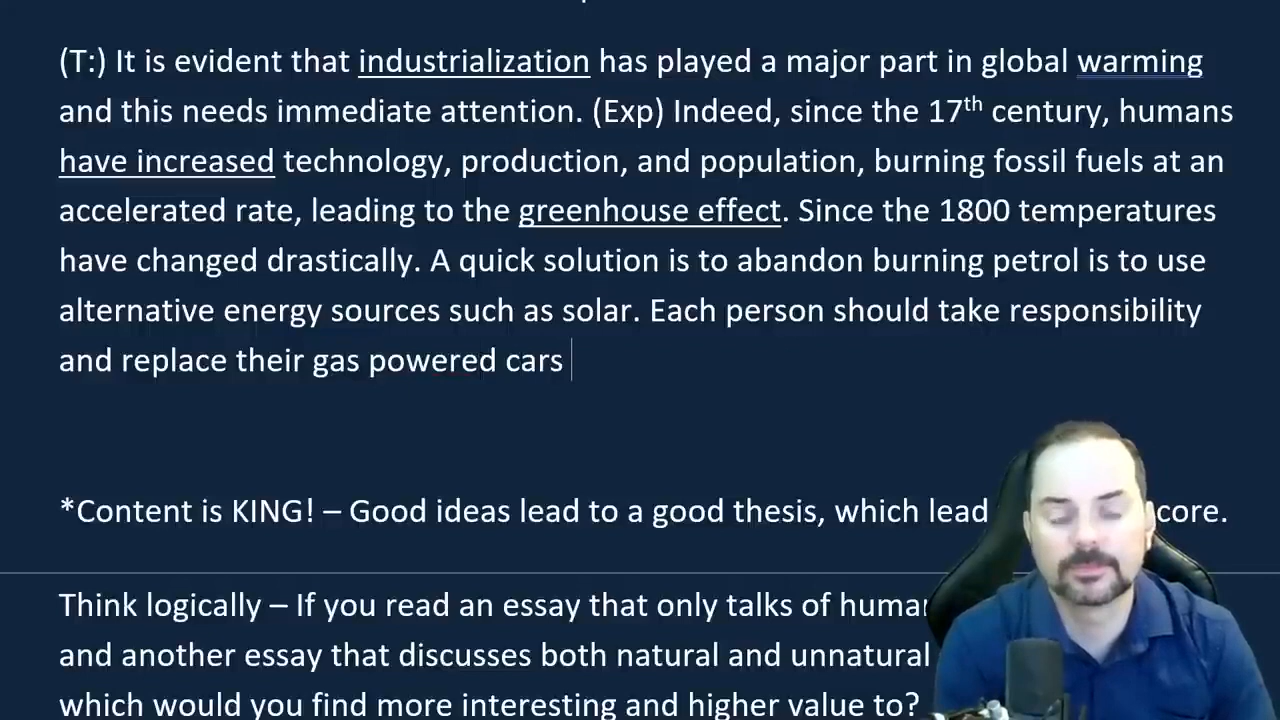 (T:) It is evident that industrialization has played a major part in global warming
and this needs immediate attention. (Exp) Indeed, since the 17th century, humans
have increased technology, production, and population, burning fossil fuels at an
accelerated rate, leading to the greenhouse effect. Since the 1800 temperatures
have changed drastically. A quick solution is to abandon burning petrol is to use
alternative energy sources such as solar. Each person should take responsibility
and replace their gas powered cars
*Content is KING! – Good ideas lead to a good thesis, which lead
Think logically – If you read an essay that only talks of
and another essay that discusses both natural and unnatural
which would you find more interesting and higher value to?